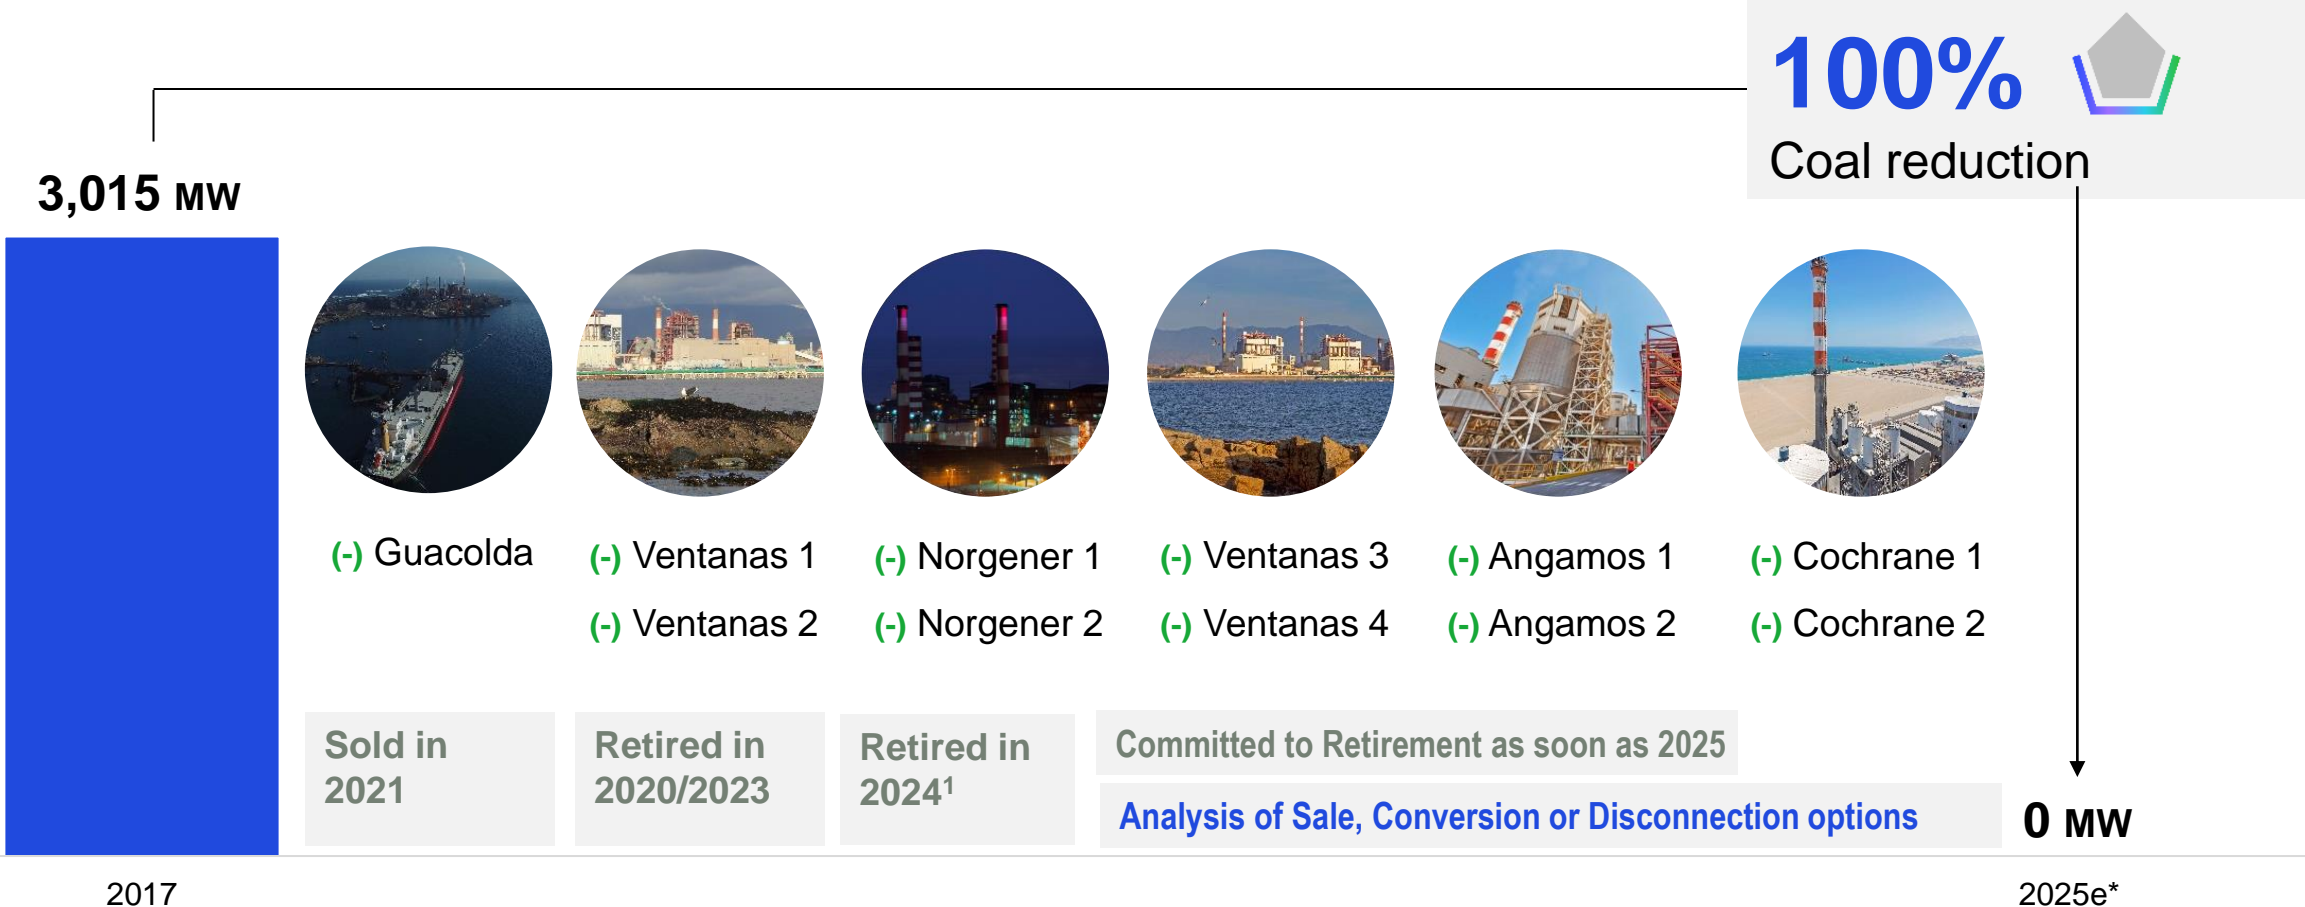 100%
Coal reduction
3,015 MW
(-) Guacolda
(-) Ventanas 1
(-) Ventanas 2
(-) Norgener 1
(-) Norgener 2
(-) Ventanas 3
(-) Ventanas 4
(-) Angamos 1
(-) Angamos 2
(-) Cochrane 1
(-) Cochrane 2
Sold in
2021
Retired in
2020/2023
Retired in
2024¹
Committed to Retirement as soon as 2025
Analysis of Sale, Conversion or Disconnection options
0 MW
2017
2025e*